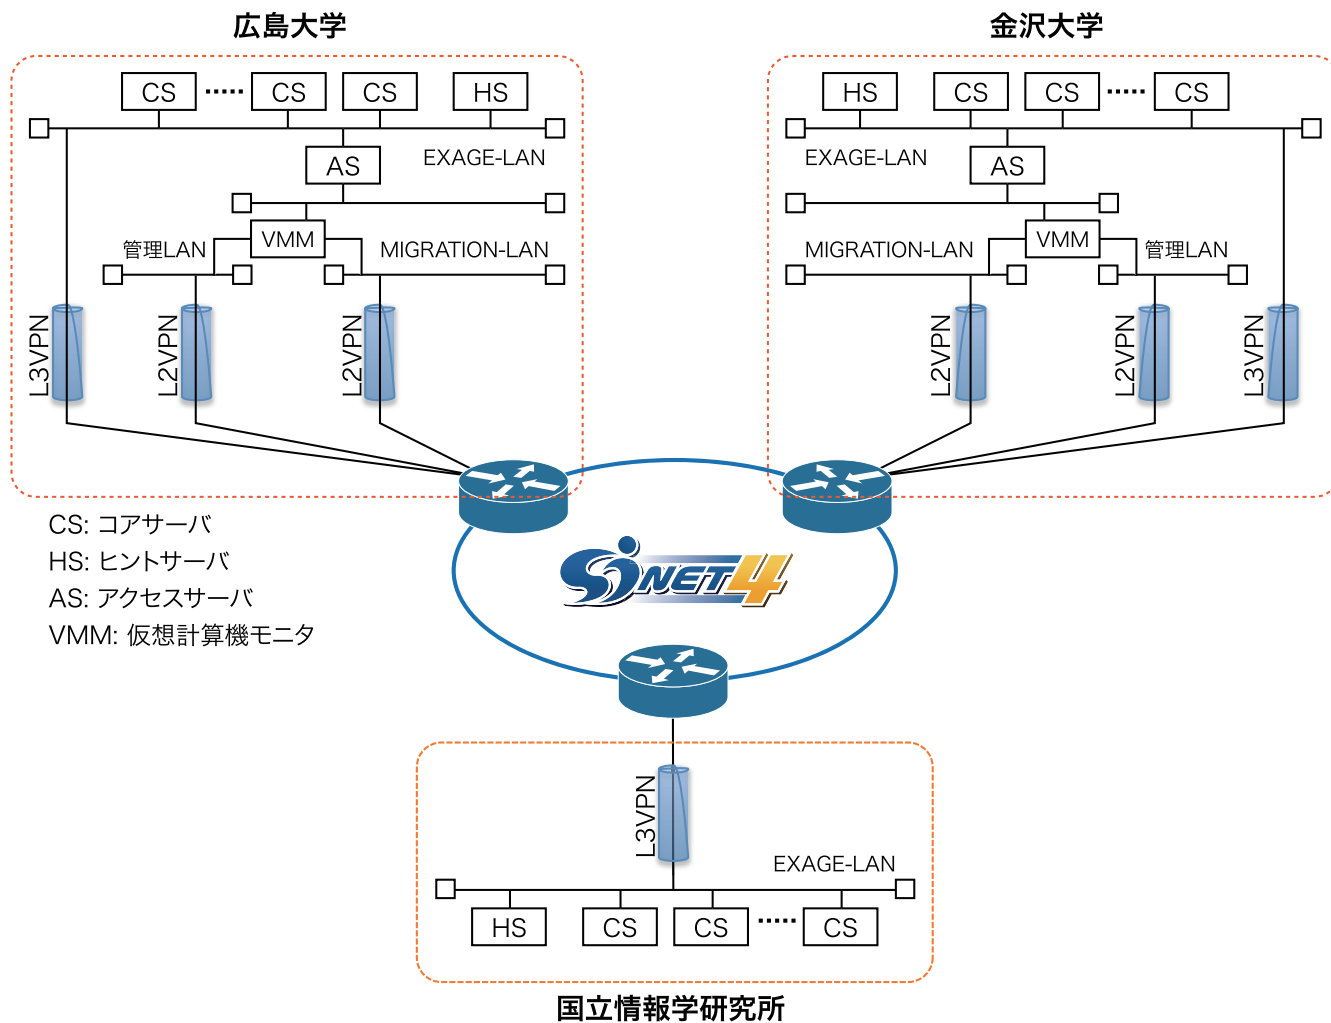 広島大学
金沢大学
CS ····· CS CS HS
HS CS CS ····· CS
EXAGE-LAN
EXAGE-LAN
AS
AS
VMM
VMM
管理LAN
MIGRATION-LAN
MIGRATION-LAN
管理LAN
L3VPN
L2VPN
L2VPN
L2VPN
L2VPN
L3VPN
CS: コアサーバ
HS: ヒントサーバ
AS: アクセスサーバ
VMM: 仮想計算機モニタ
SINET4
L3VPN
EXAGE-LAN
HS CS CS ····· CS
国立情報学研究所